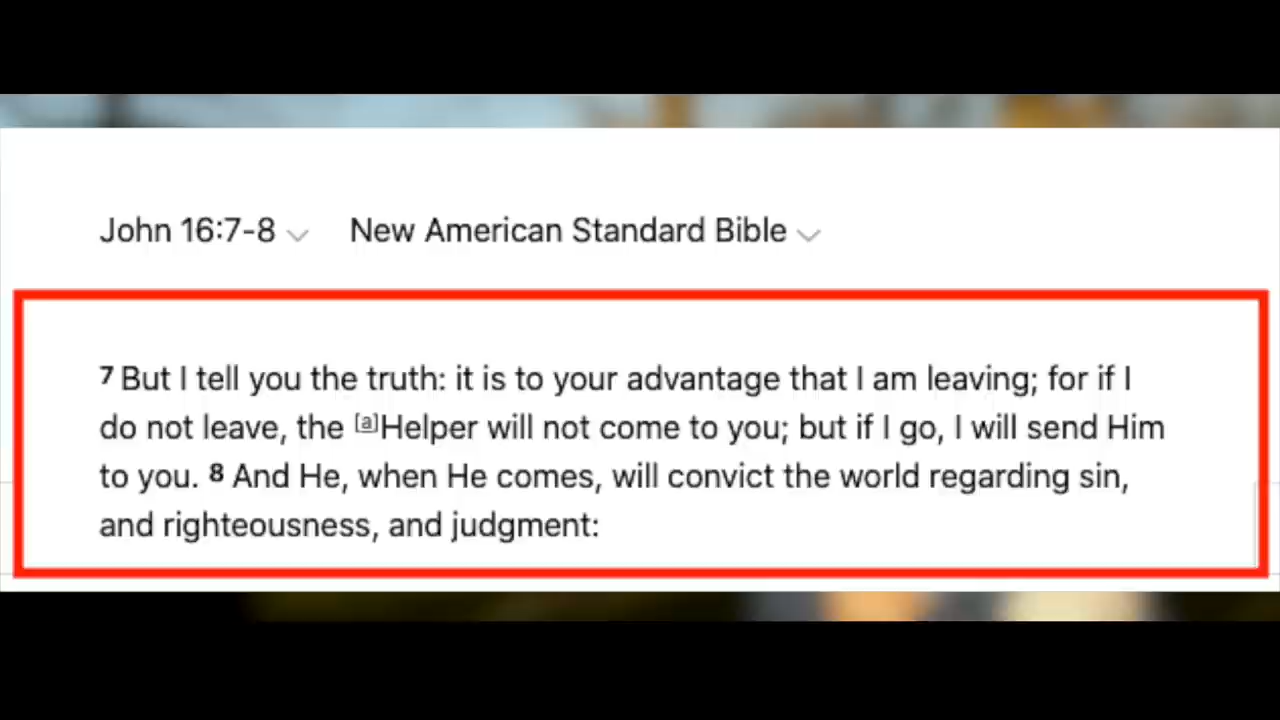 John 16:7-8 New American Standard Bible
7 But I tell you the truth: it is to your advantage that I am leaving; for if I
do not leave, the [a]Helper will not come to you; but if I go, I will send Him
to you. 8 And He, when He comes, will convict the world regarding sin,
and righteousness, and judgment: